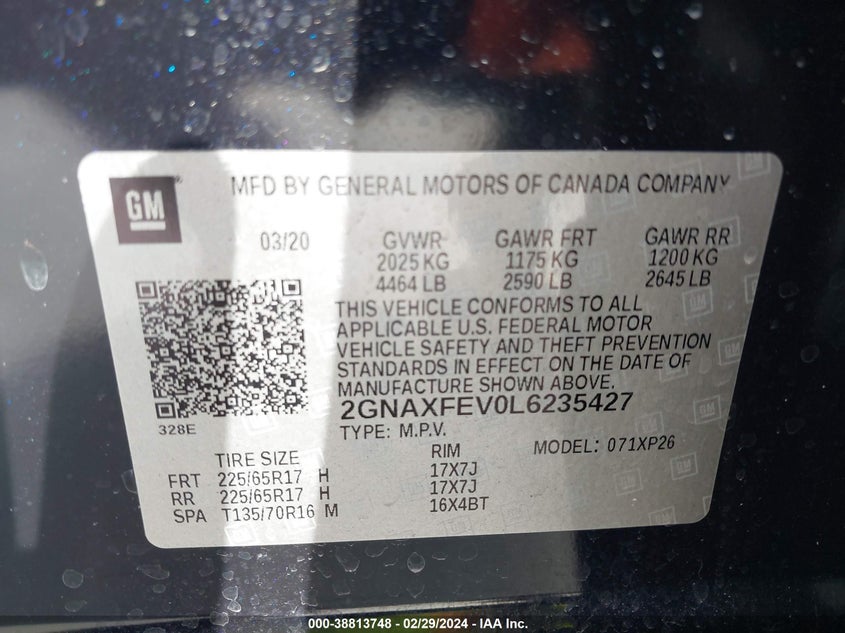 GM
MFD BY GENERAL MOTORS OF CANADA COMPANY
03/20 GVWR GAWR FRT GAWR RR
2025 KG 1175 KG 1200 KG
4464 LB 2590 LB 2645 LB
THIS VEHICLE CONFORMS TO ALL
APPLICABLE U.S. FEDERAL MOTOR
VEHICLE SAFETY AND THEFT PREVENTION
STANDARDS IN EFFECT ON THE DATE OF
MANUFACTURE SHOWN ABOVE.
328E
2GNAXFEV0L6235427
TYPE: M.P.V. MODEL: 071XP26
TIRE SIZE RIM
FRT 225/65R17 H 17X7J
RR 225/65R17 H 17X7J
SPA T135/70R16 M 16X4BT
000-38813748 - 02/29/2024 - IAA Inc.